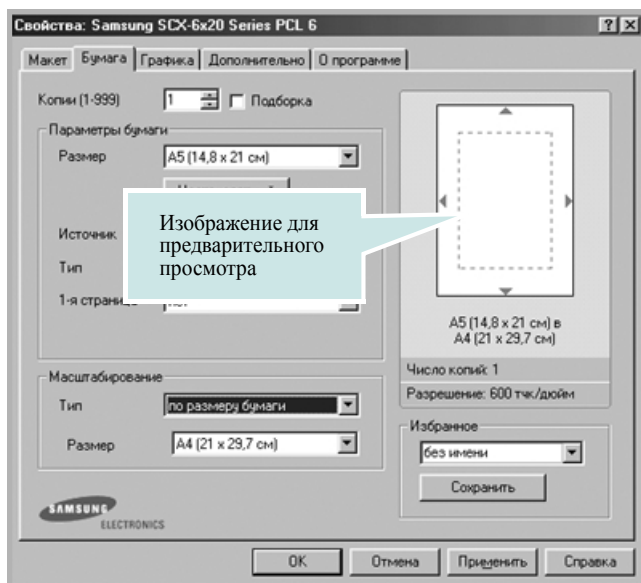 Свойства: Samsung SCX-6x20 Series PCL 6
Макет Бумага Графика Дополнительно О программе
Копии (1-999) 1 Подборка
Параметры бумаги
Размер A5 (14,8 x 21 см)
Источник
Тип
1-я страница
Изображение для
предварительного
просмотра
Масштабирование
Тип по размеру бумаги
Размер A4 (21 x 29,7 см)
SAMSUNG
ELECTRONICS
A5 (14,8 x 21 см) в
A4 (21 x 29,7 см)
Число копий: 1
Разрешение: 600 тчк./дюйм
Избранное
без имени
Сохранить
OK Отмена Применить Справка